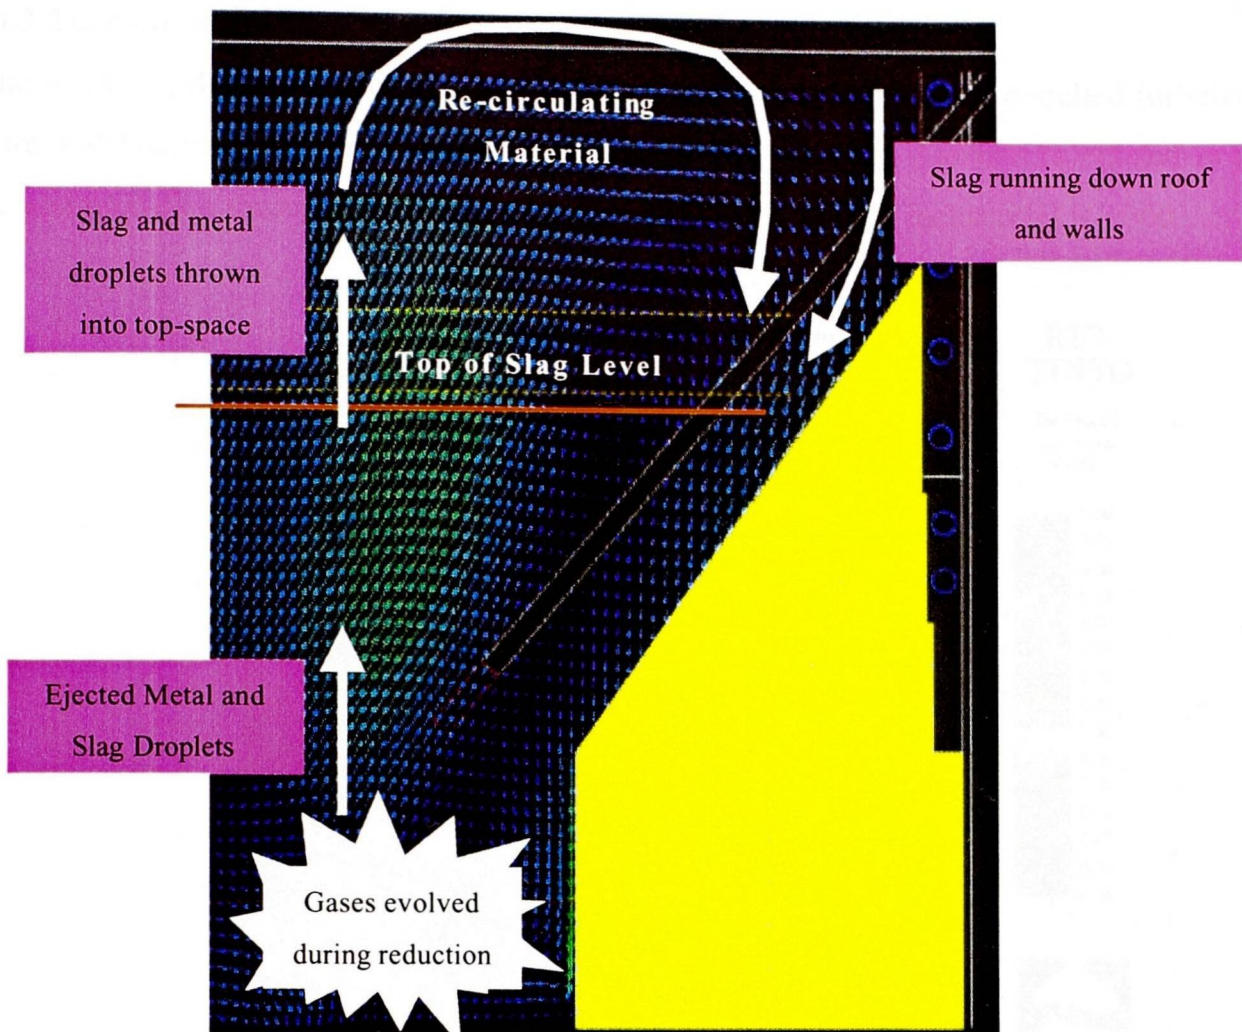 Re-circulating
Material
Slag running down roof
and walls
Slag and metal
droplets thrown
into top-space
Top of Slag Level
Ejected Metal and
Slag Droplets
Gases evolved
during reduction